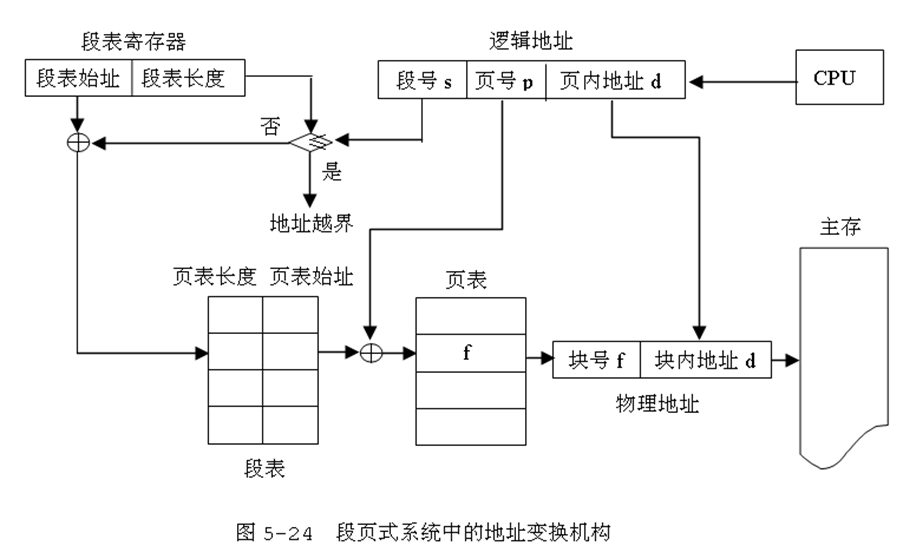 段表寄存器
逻辑地址
段表始址 段表长度
段号 s 页号 p 页内地址 d
CPU
否
是
地址越界
主存
页表长度 页表始址
页表
f
块号 f 块内地址 d
物理地址
段表
图 5-24 段页式系统中的地址变换机构